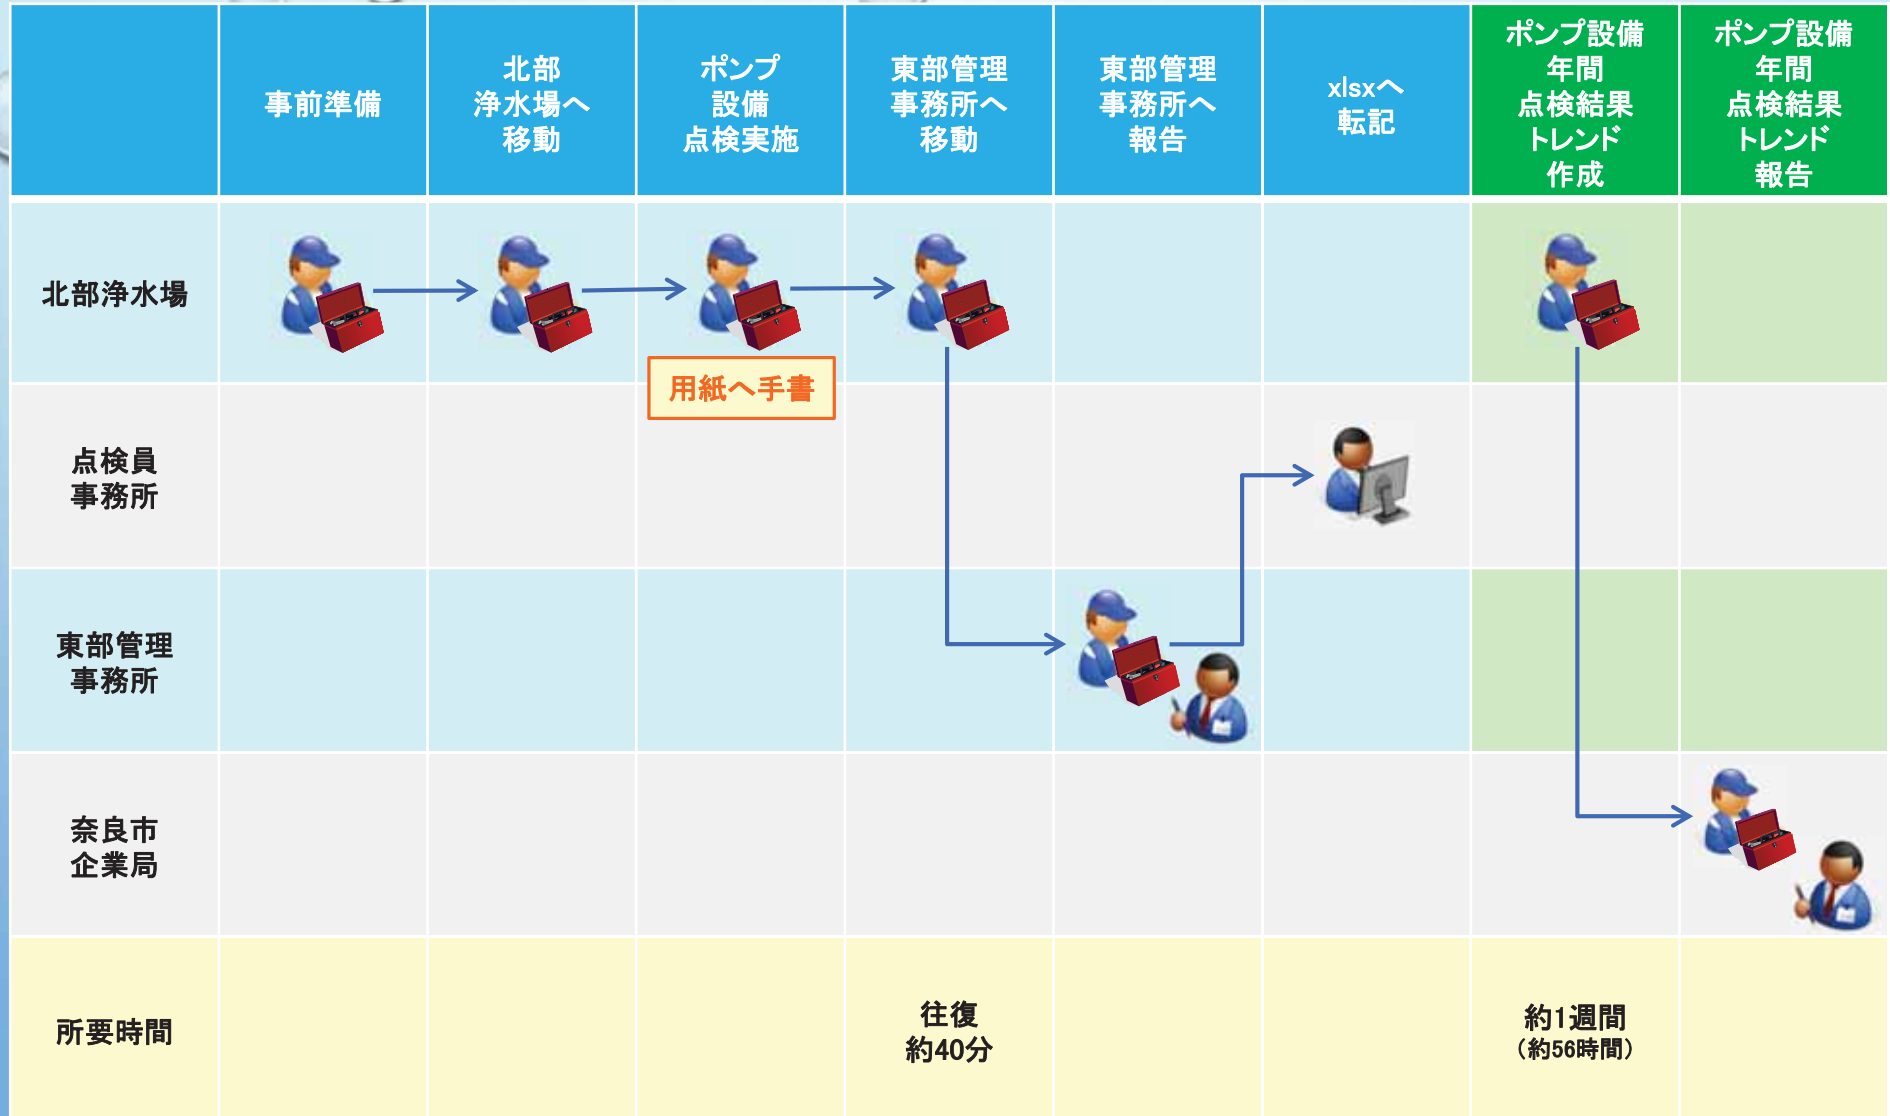 事前準備
北部
浄水場へ
移動
ポンプ
設備
点検実施
東部管理
事務所へ
移動
東部管理
事務所へ
報告
xlsxへ
転記
ポンプ設備
年間
点検結果
トレンド
作成
ポンプ設備
年間
点検結果
トレンド
報告
北部浄水場
用紙へ手書
点検員
事務所
東部管理
事務所
奈良市
企業局
所要時間
往復
約40分
約1週間
（約56時間）